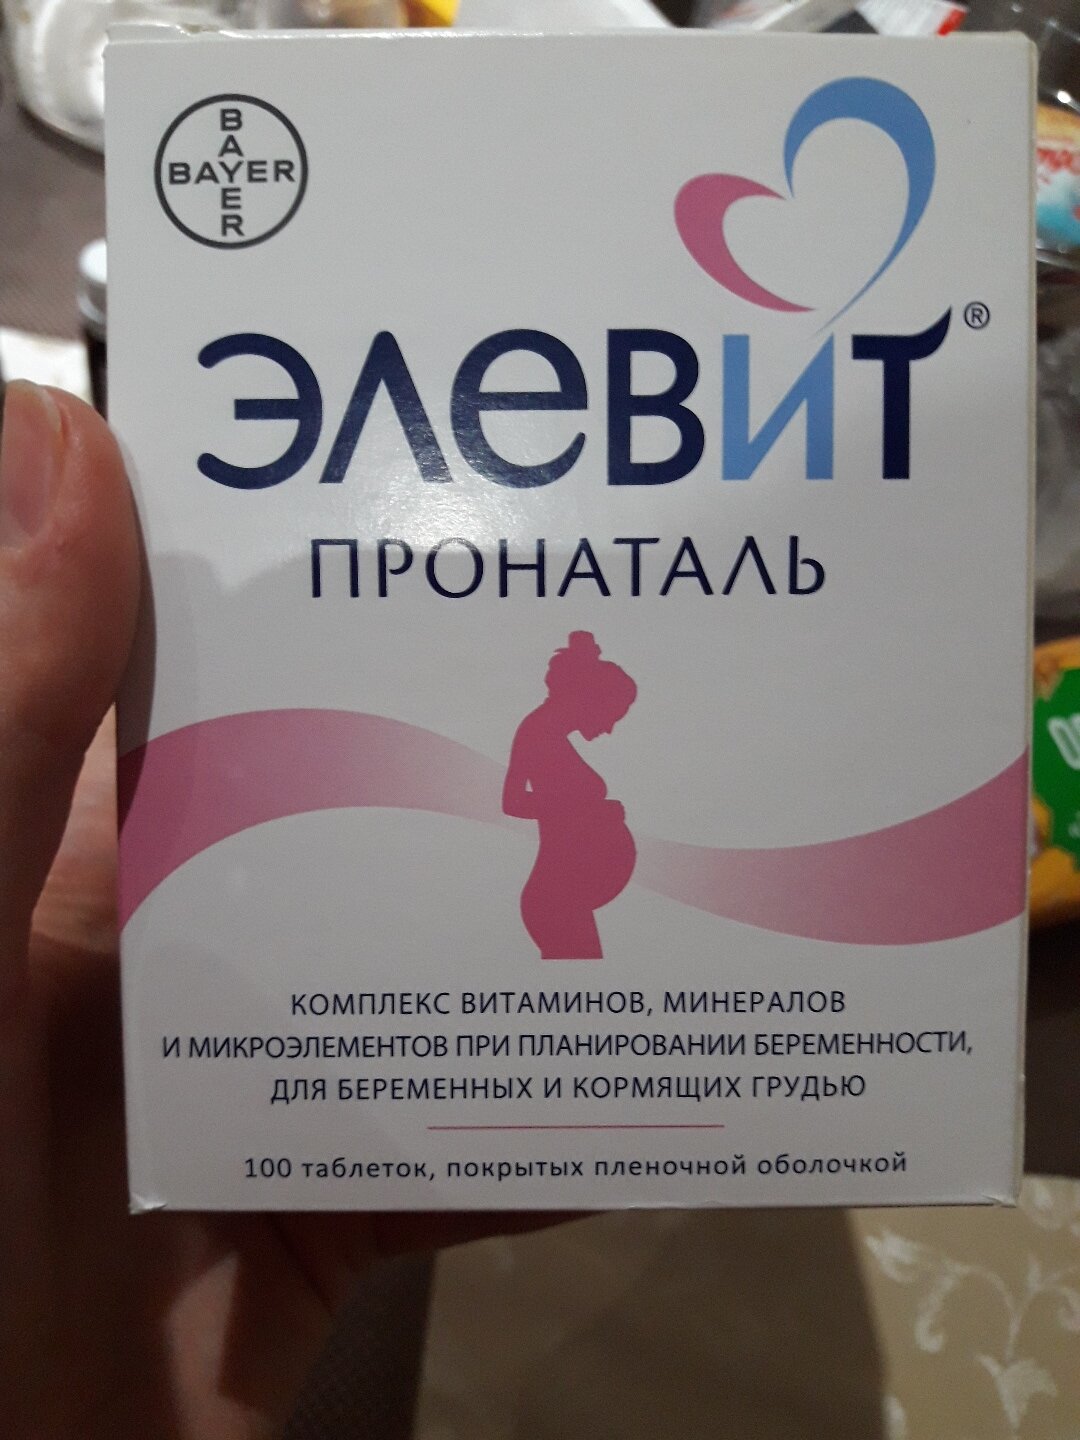 BAYER
BAYER
ЭЛЕВИТ®
ПРОНАТАЛЬ
КОМПЛЕКС ВИТАМИНОВ, МИНЕРАЛОВ
И МИКРОЭЛЕМЕНТОВ ПРИ ПЛАНИРОВАНИИ БЕРЕМЕННОСТИ,
ДЛЯ БЕРЕМЕННЫХ И КОРМЯЩИХ ГРУДЬЮ
100 таблеток, покрытых пленочной оболочкой